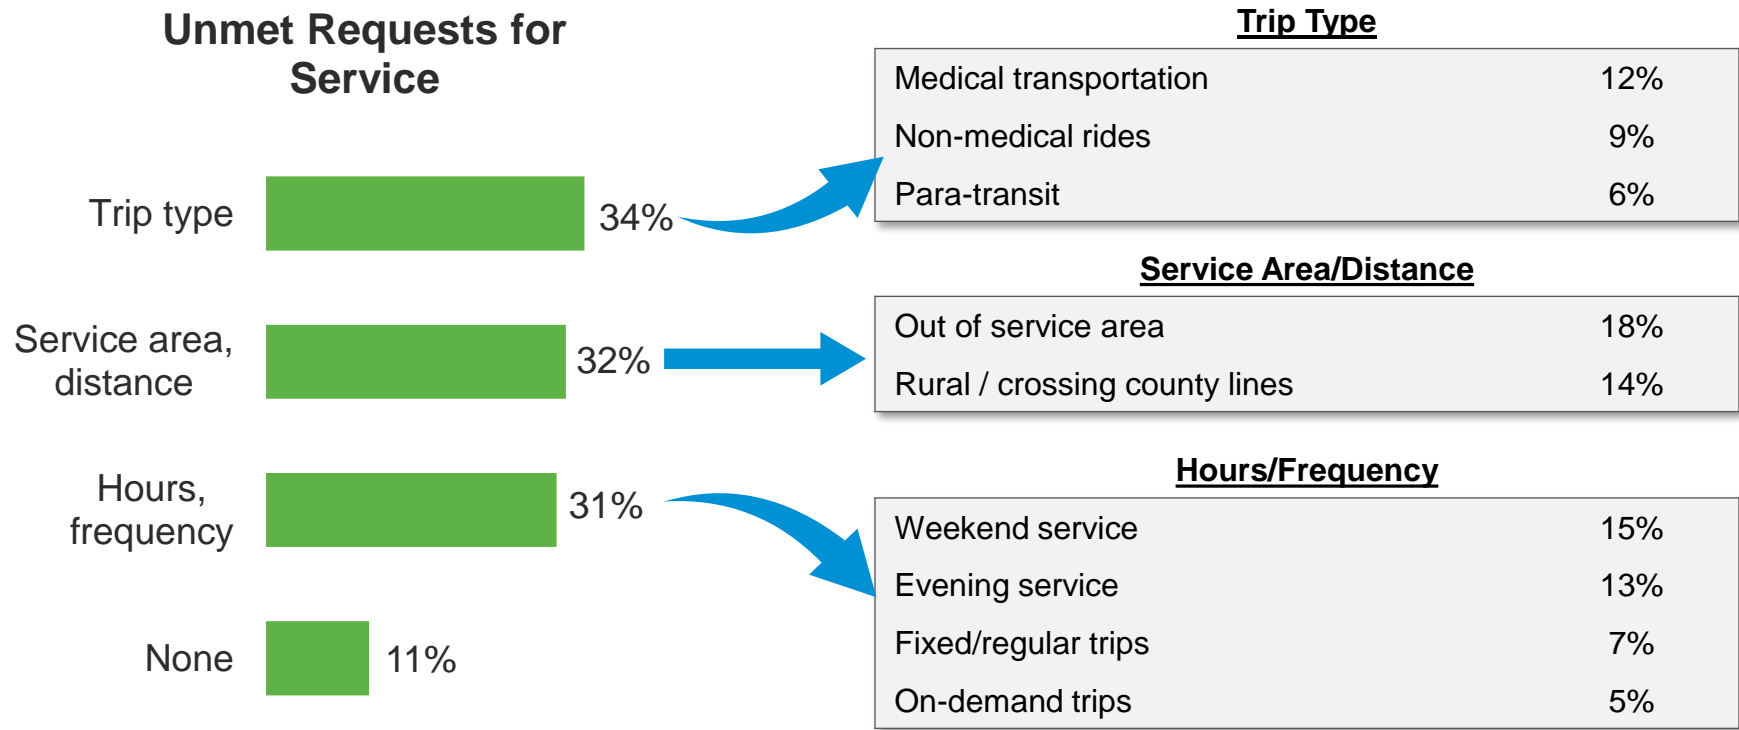 Unmet Requests for
Service
Trip type
34%
Service area,
distance
32%
Hours,
frequency
31%
None
11%
Trip Type
Medical transportation 12%
Non-medical rides 9%
Para-transit 6%
Service Area/Distance
Out of service area 18%
Rural / crossing county lines 14%
Hours/Frequency
Weekend service 15%
Evening service 13%
Fixed/regular trips 7%
On-demand trips 5%